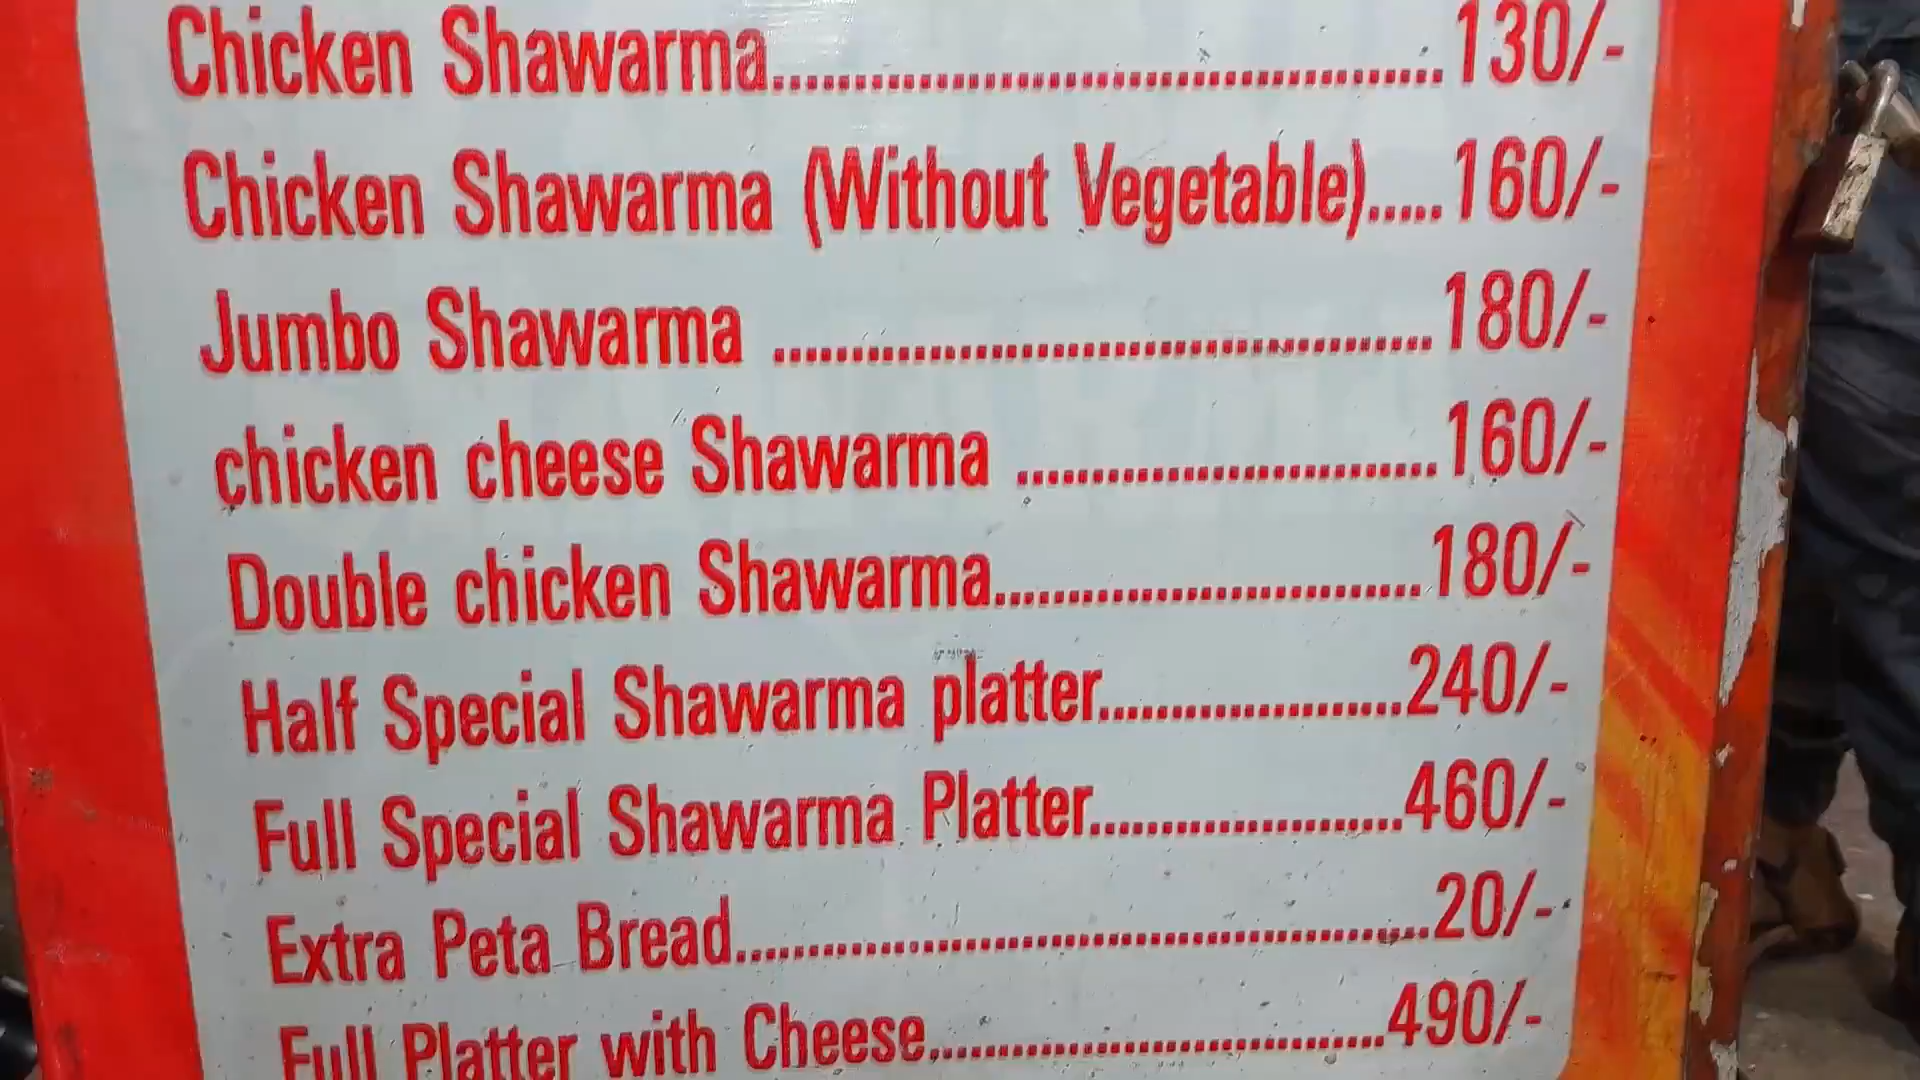 Chicken Shawarma..........................................130/-
Chicken Shawarma (Without Vegetable).....160/-
Jumbo Shawarma ..........................................180/-
chicken cheese Shawarma ............................160/-
Double chicken Shawarma.............................180/-
Half Special Shawarma platter.....................240/-
Full Special Shawarma Platter......................460/-
Extra Peta Bread..............................................20/-
Full Platter with Cheese.................................490/-